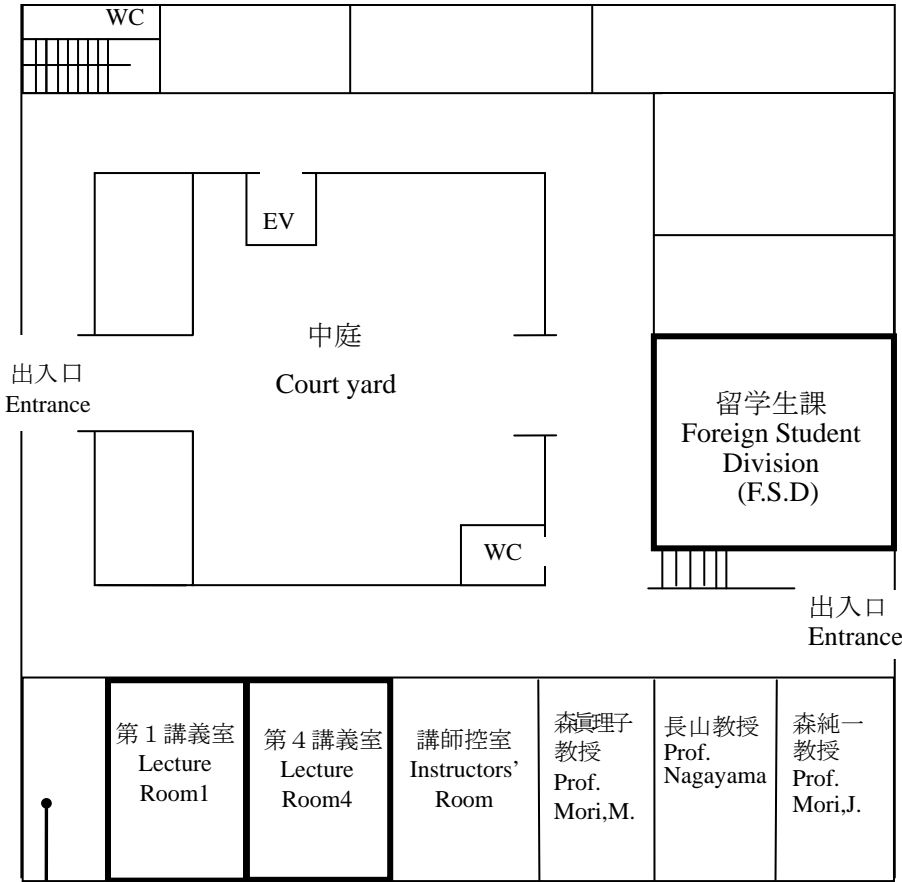 WC
EV
中庭
Court yard
出入口
Entrance
留学生課
Foreign Student
Division
(F.S.D)
WC
出入口
Entrance
第１講義室
Lecture
Room1
第４講義室
Lecture
Room4
講師控室
Instructors’
Room
森眞理子
教授
Prof.
Mori,M.
長山教授
Prof.
Nagayama
森純一
教授
Prof.
Mori,J.